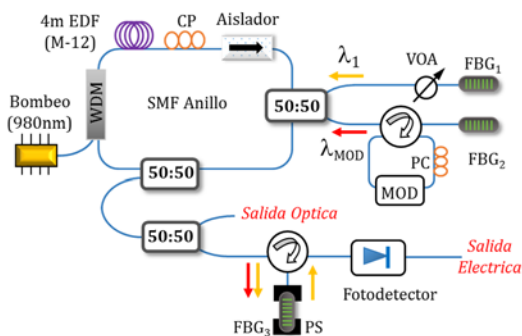 4m EDF
(M-12)
CP
Aislador
Bombeo
(980nm)
WDM
SMF Anillo
50:50
λ1
VOA
FBG1
λMOD
PC
FBG2
MOD
50:50
50:50
Salida Optica
Salida
Electrica
Fotodetector
FBG3
PS